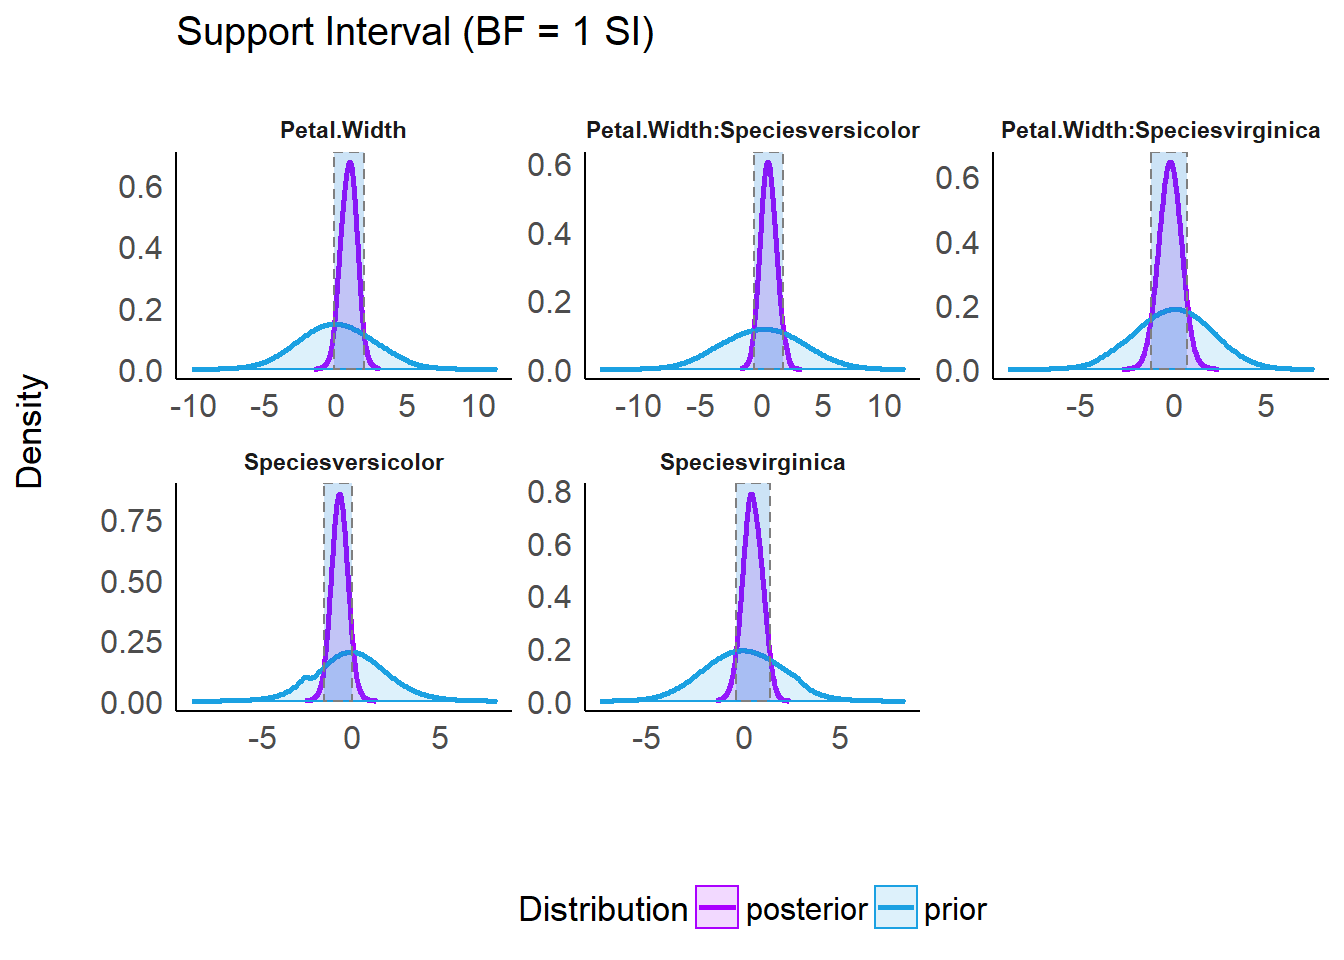 Support Interval (BF = 1 SI)
Petal.Width
0.6
0.4
0.2
0.0
-10 -5 0 5 10
Petal.Width:Speciesversicolor
0.6
0.4
0.2
0.0
-10 -5 0 5 10
Petal.Width:Speciesvirginica
0.6
0.4
0.2
0.0
-5 0 5
Density
Speciesversicolor
0.75
0.50
0.25
0.00
-5 0 5
Speciesvirginica
0.8
0.6
0.4
0.2
0.0
-5 0 5
Distribution posterior prior